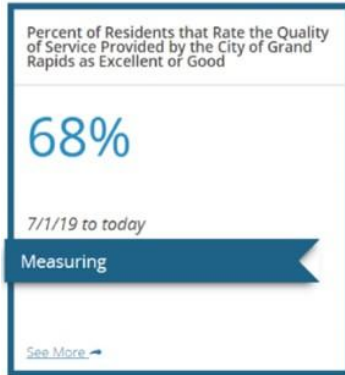 Percent of Residents that Rate the Quality
of Service Provided by the City of Grand
Rapids as Excellent or Good
68%
7/1/19 to today
Measuring
See More